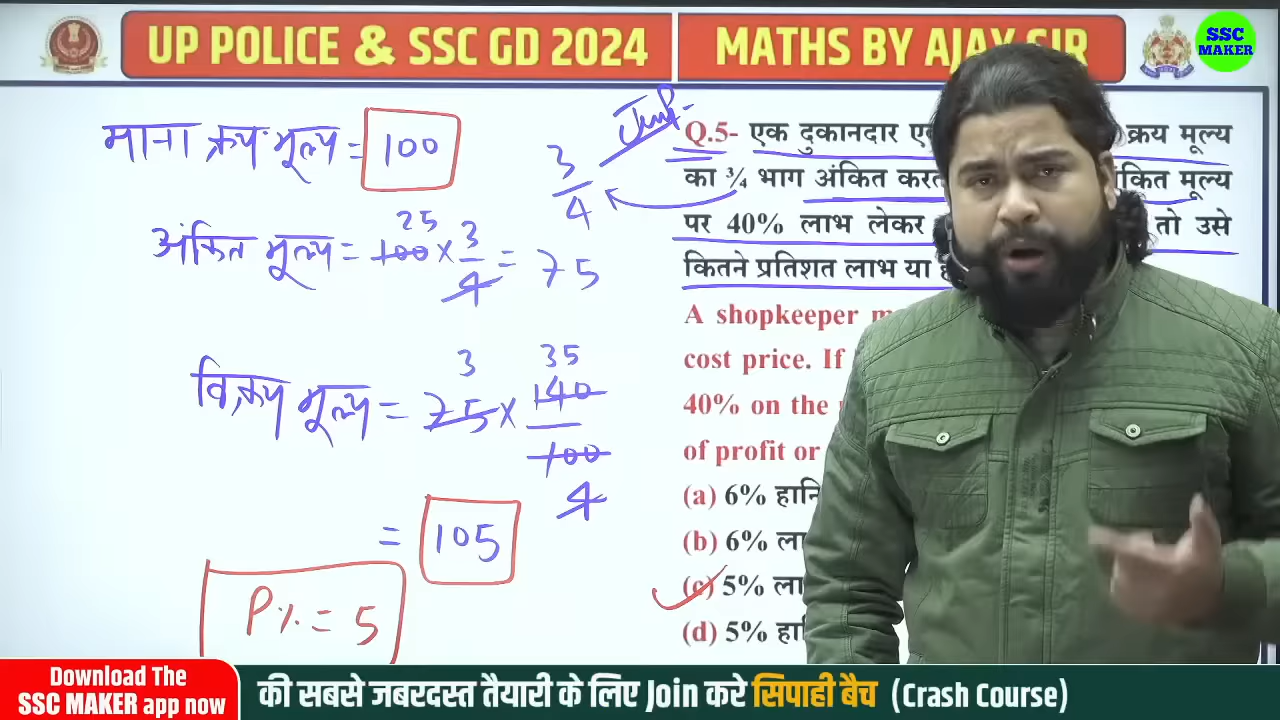 UP POLICE & SSC GD 2024
MATHS BY AJAY SIR
SSC MAKER
माना क्रय मूल्य = 100
3/4
अंकित मूल्य = 100 × 3/4 = 75
25
विक्रय मूल्य = 75 × 140/100
3 35
4
= 105
P% = 5
Q.5- एक दुकानदार क्रय मूल्य
का ¾ भाग अंकित मूल्य
पर 40% लाभ लेकर तो उसे
कितने प्रतिशत लाभ या
A shopkeeper
cost price. If
40% on the
of profit or
(a) 6%
(b) 6%
(c) 5%
(d) 5%
Download The
SSC MAKER app now
की सबसे जबरदस्त तैयारी के लिए Join करे सिपाही बैच (Crash Course)